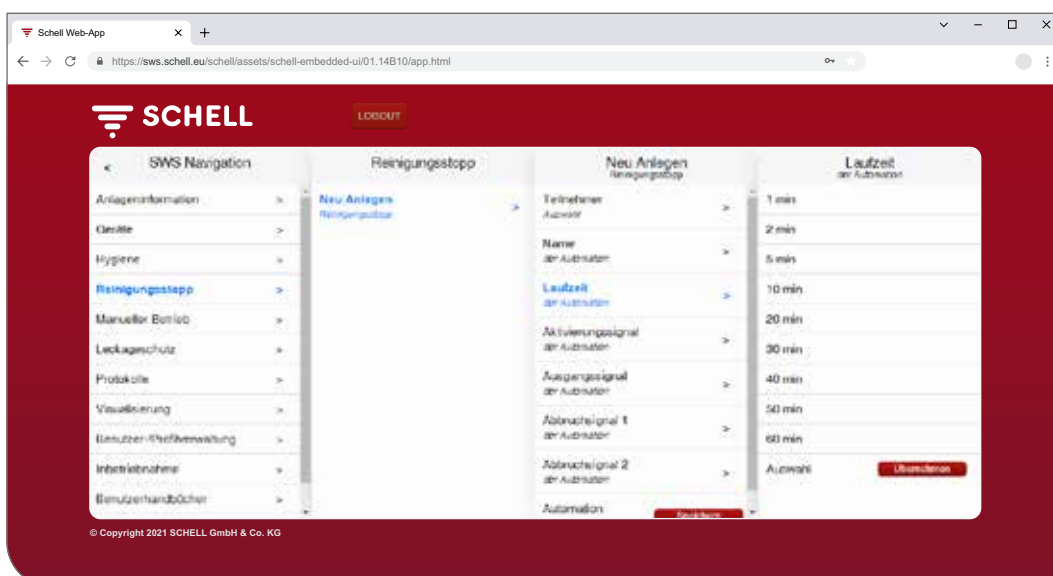 Schell Web-App
https://sws.schell.eu/schell/assets/schell-embedded-ui/01.14B10/app.html
SCHELL
LOGOUT
< SWS Navigation
Anlageninformation >
Geräte >
Hygiene >
Reinigungsstopp >
Manueller Betrieb >
Leckageschutz >
Protokolle >
Visualisierung >
Benutzer-/Profilverwaltung >
Inbetriebnahme >
Benutzerhandbücher >
Reinigungsstopp
Neu Anlegen >
Reinigungsstopp
Neu Anlegen
Reinigungsstopp
Teilnehmer >
Auswahl
Name >
der Automation
Laufzeit >
der Automation
Aktivierungssignal >
der Automation
Ausgangssignal >
der Automation
Abbruchsignal 1 >
der Automation
Abbruchsignal 2 >
der Automation
Automation
Speichern
Laufzeit
der Automation
1 min
2 min
5 min
10 min
20 min
30 min
40 min
50 min
60 min
Auswahl Übernehmen
© Copyright 2021 SCHELL GmbH & Co. KG